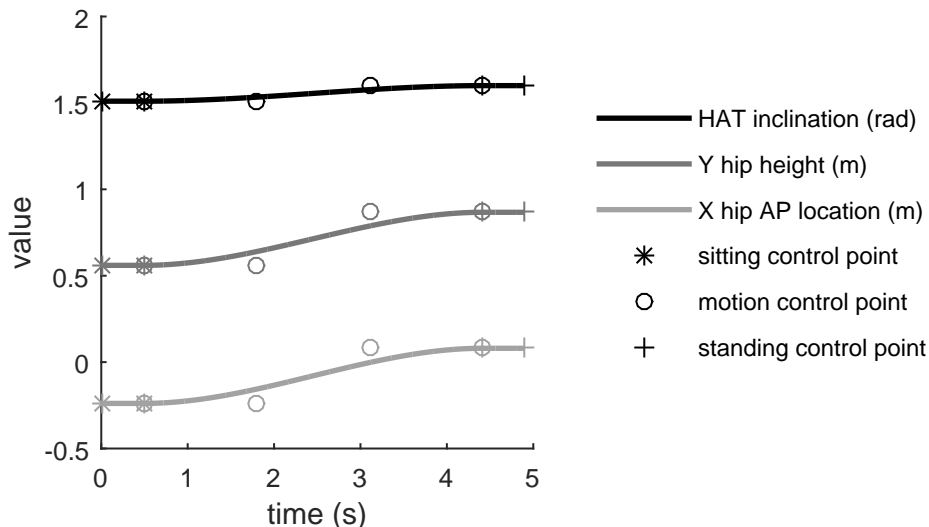 2
1.5
1
0.5
0
-0.5
value
0 1 2 3 4 5
time (s)
HAT inclination (rad)
Y hip height (m)
X hip AP location (m)
sitting control point
motion control point
standing control point